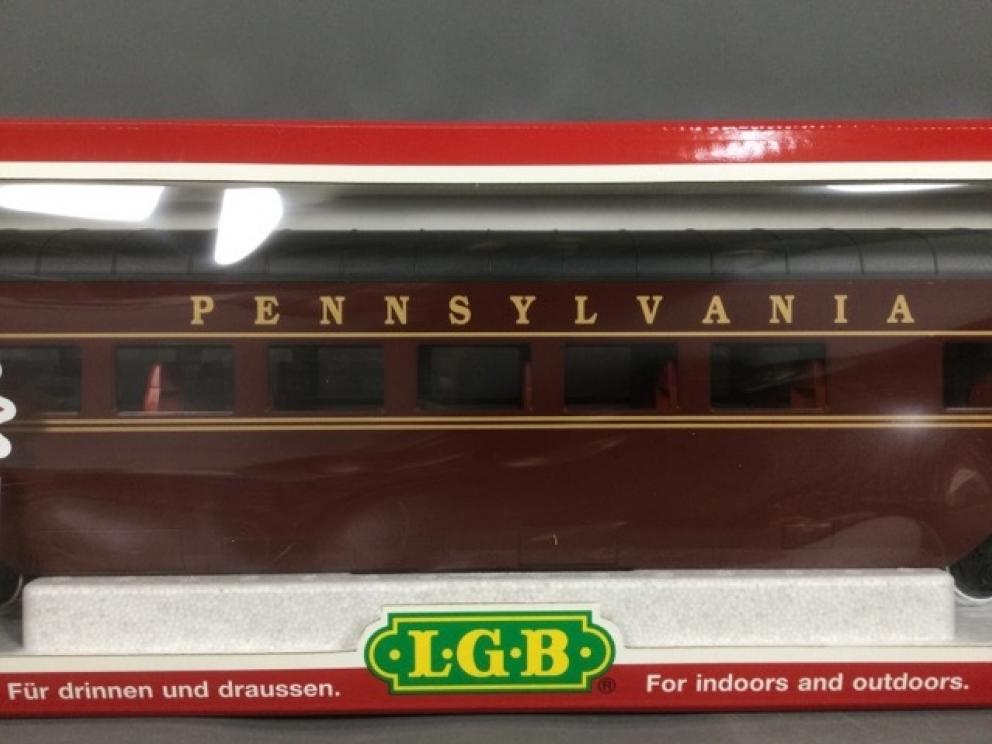 PENNSYLVANIA
L·G·B®
Für drinnen und draussen.
For indoors and outdoors.